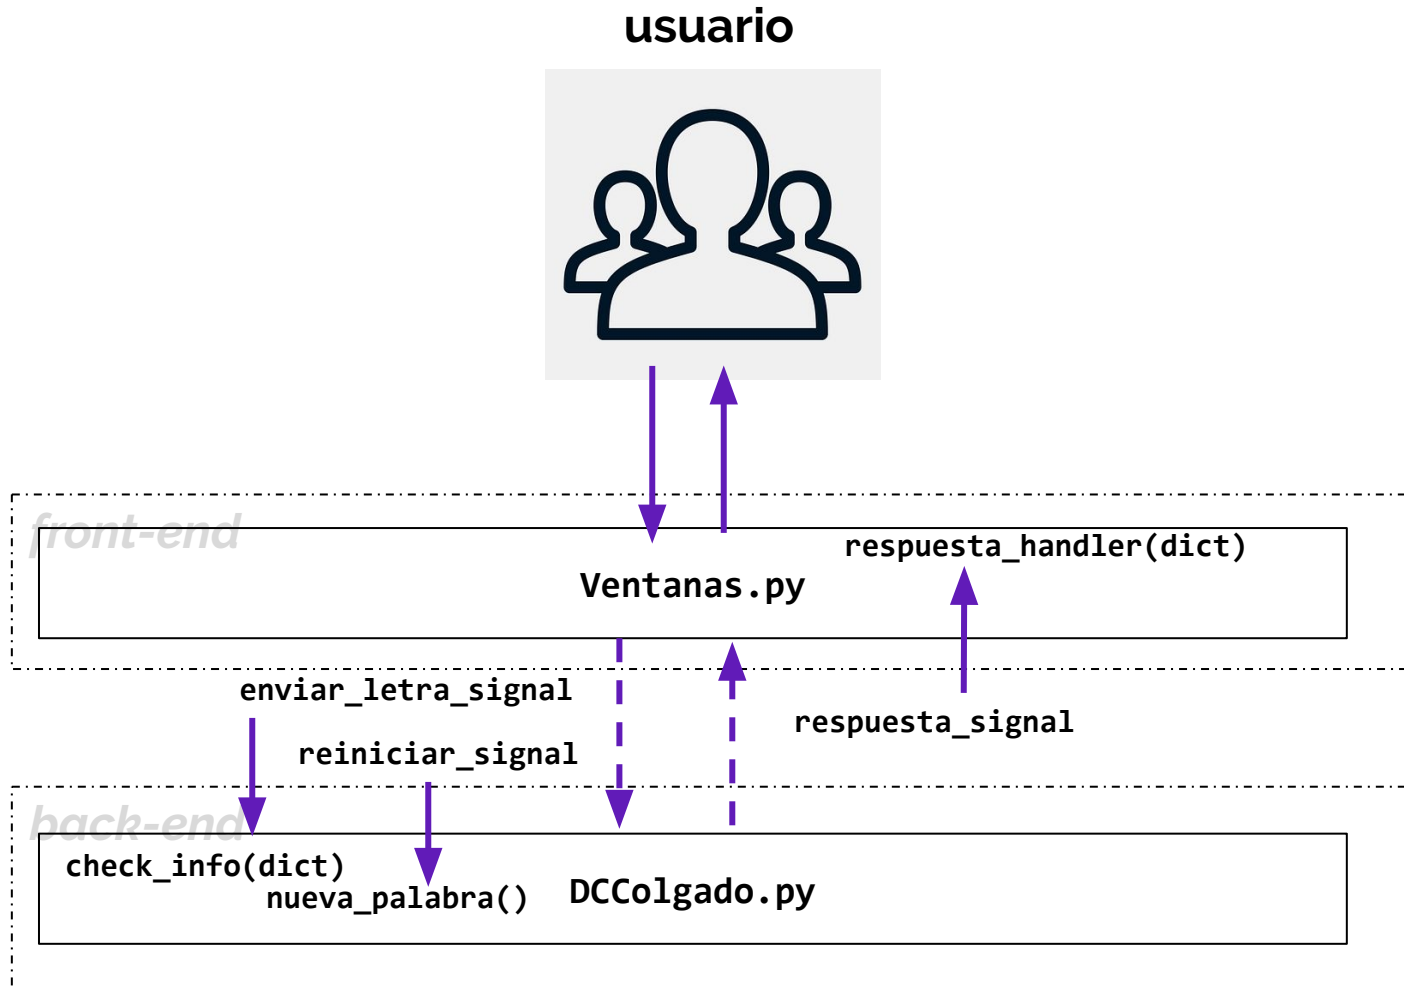 usuario
front-end
respuesta_handler(dict)
Ventanas.py
enviar_letra_signal
respuesta_signal
reiniciar_signal
back-end
check_info(dict)
nueva_palabra()
DCColgado.py